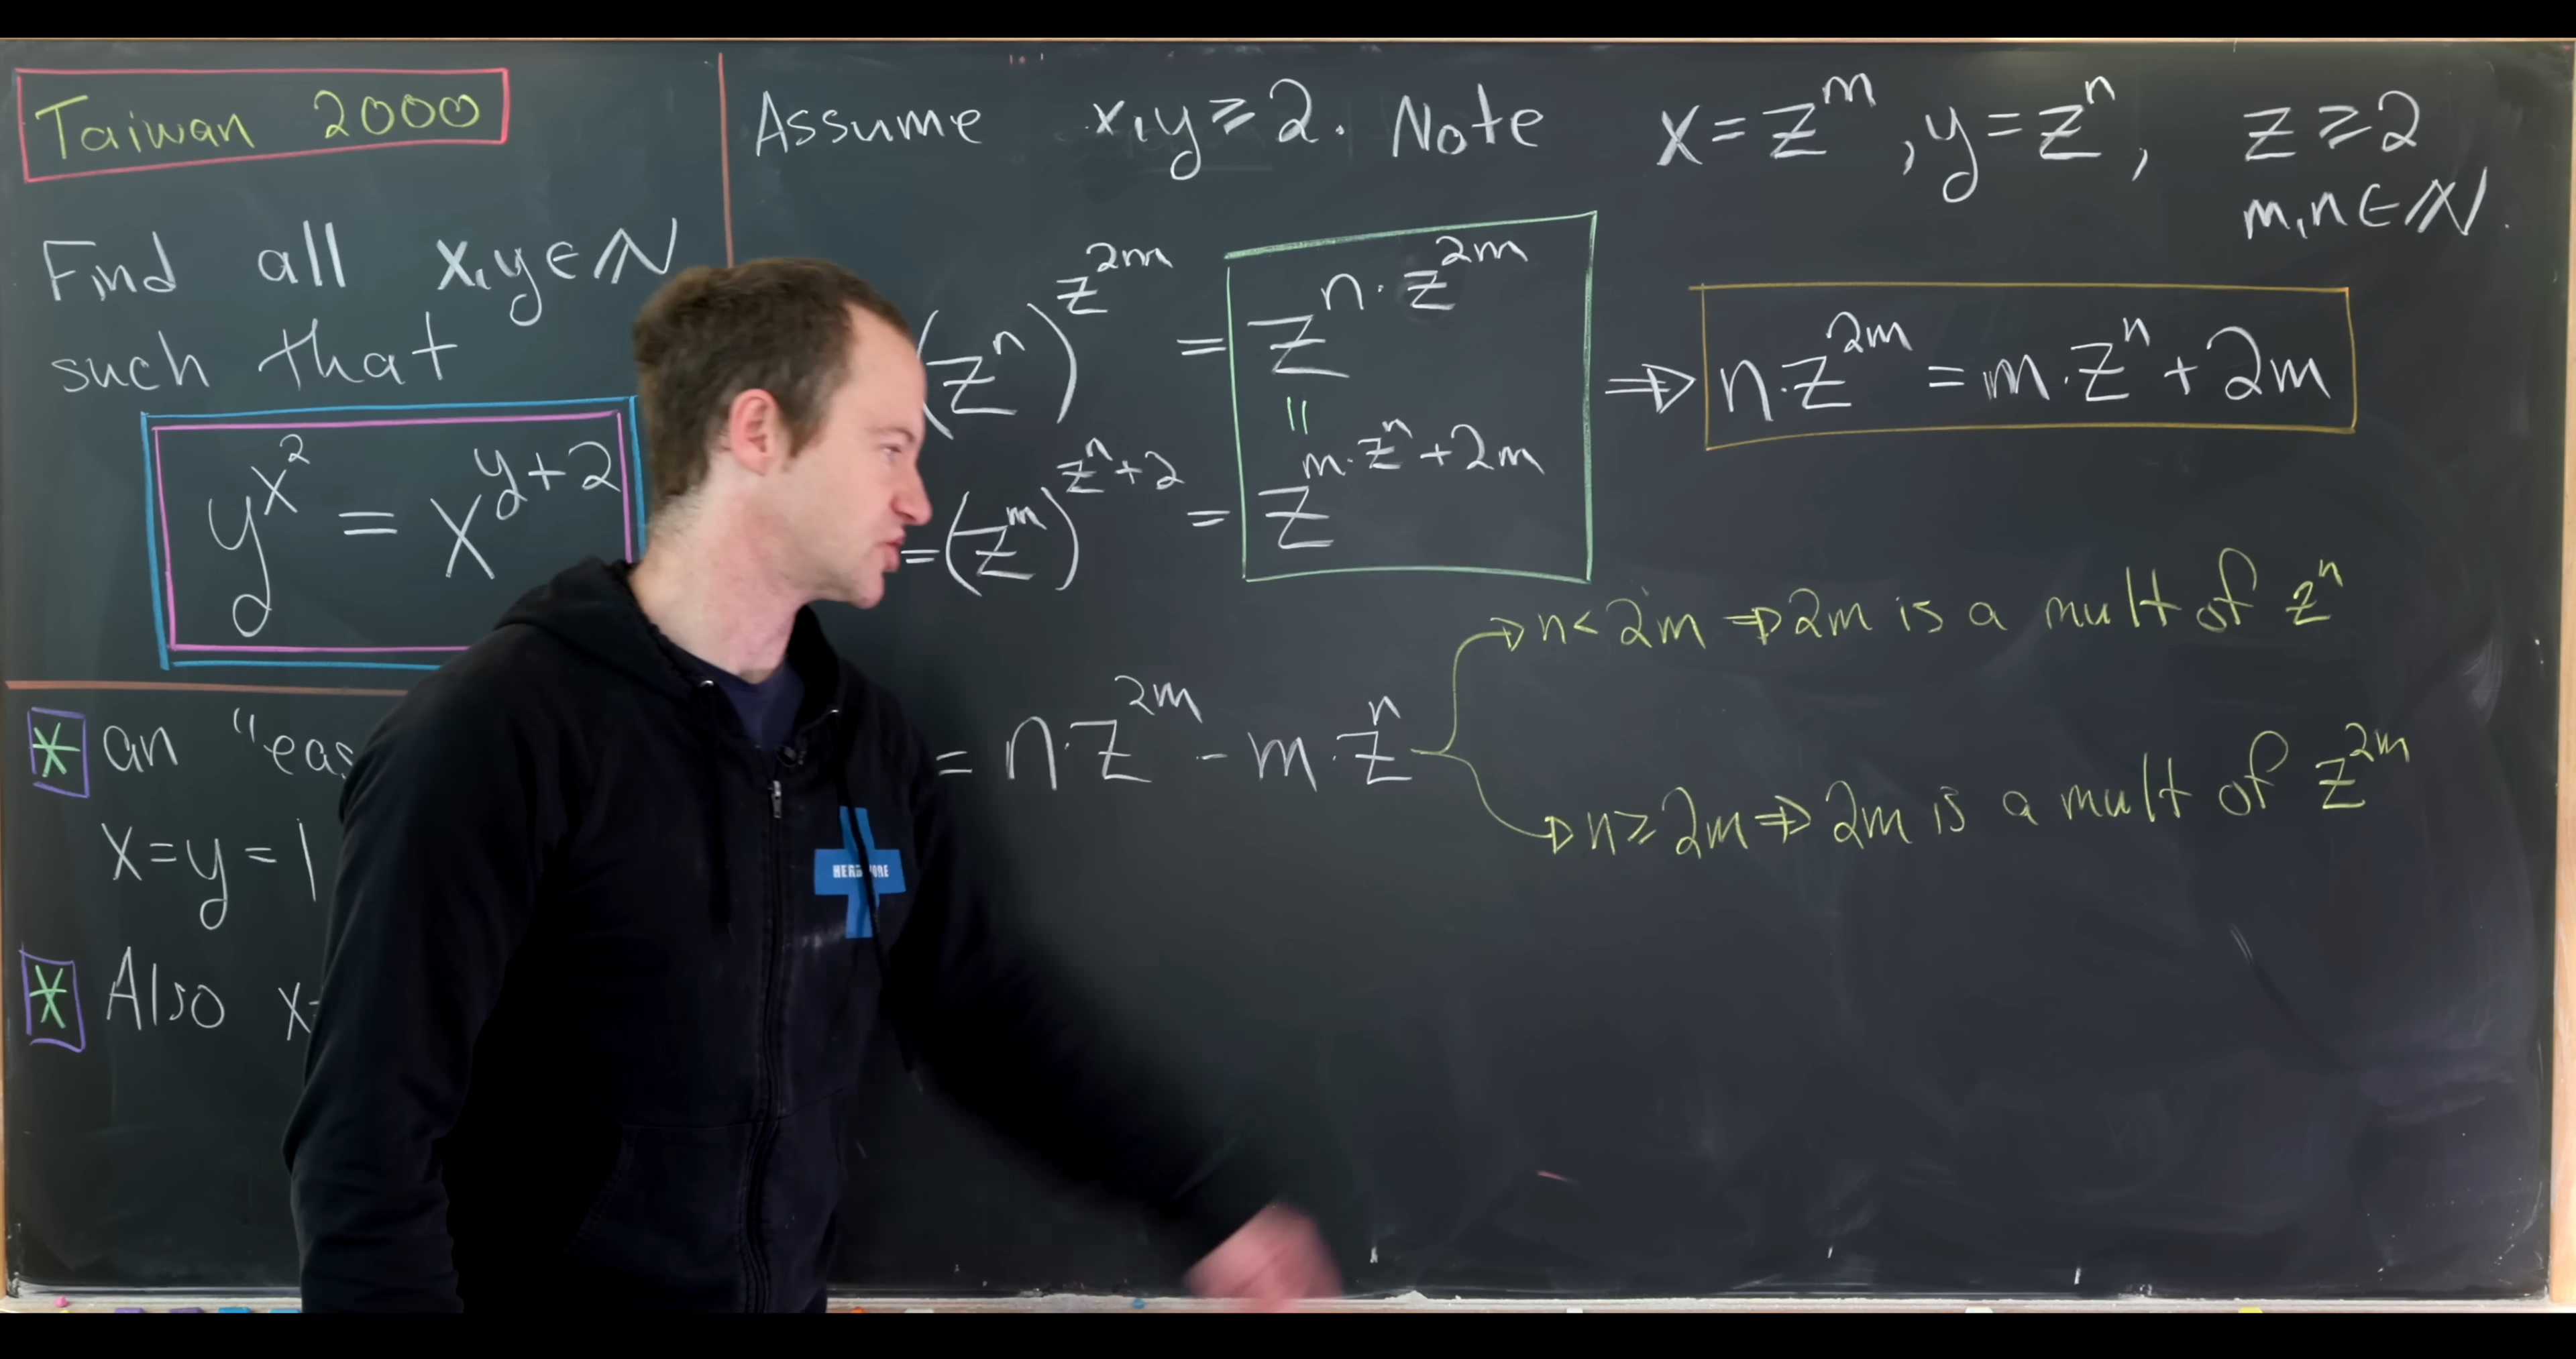 Taiwan 2000
Find all x,y∈ℕ
such that
y^{x^2} = x^{y+2}
* an "eas
x=y=1
* Also x=
Assume x,y≥2. Note x=z^m, y=z^n, z≥2
m,n∈ℕ.
(z^n)^{z^{2m}} = z^{n·z^{2m}} ⇒ n·z^{2m} = m·z^n+2m
=
=(z^m)^{z^n+2} = z^{m·z^n+2m}
= n·z^{2m} - m·z^n
→ n<2m ⇒ 2m is a mult of z^n
→ n≥2m ⇒ 2m is a mult of z^{2m}